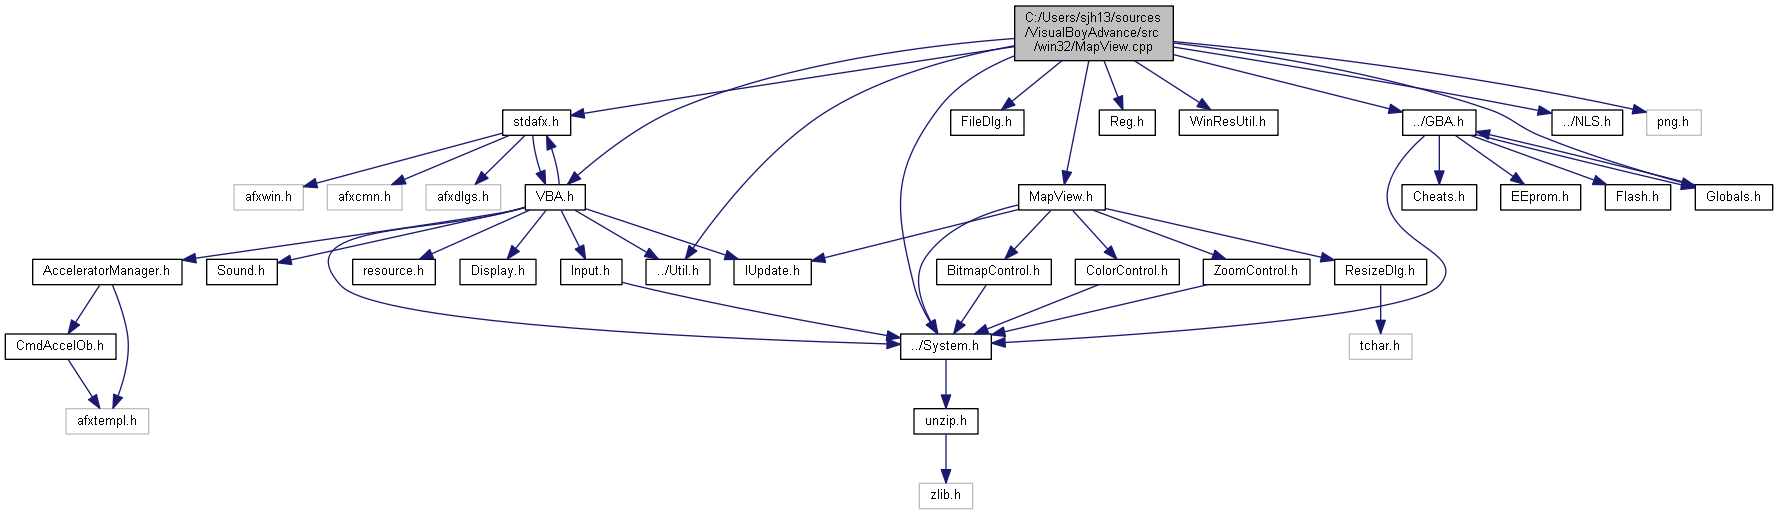 C:/Users/sjh13/sources
/VisualBoyAdvance/src
/win32/MapView.cpp
stdafx.h
FileDlg.h
Reg.h
WinResUtil.h
../GBA.h
../NLS.h
png.h
afxwin.h
afxcmn.h
afxdlgs.h
VBA.h
MapView.h
Cheats.h
EEprom.h
Flash.h
Globals.h
AcceleratorManager.h
Sound.h
resource.h
Display.h
Input.h
../Util.h
IUpdate.h
BitmapControl.h
ColorControl.h
ZoomControl.h
ResizeDlg.h
CmdAccelOb.h
../System.h
tchar.h
afxtempl.h
unzip.h
zlib.h